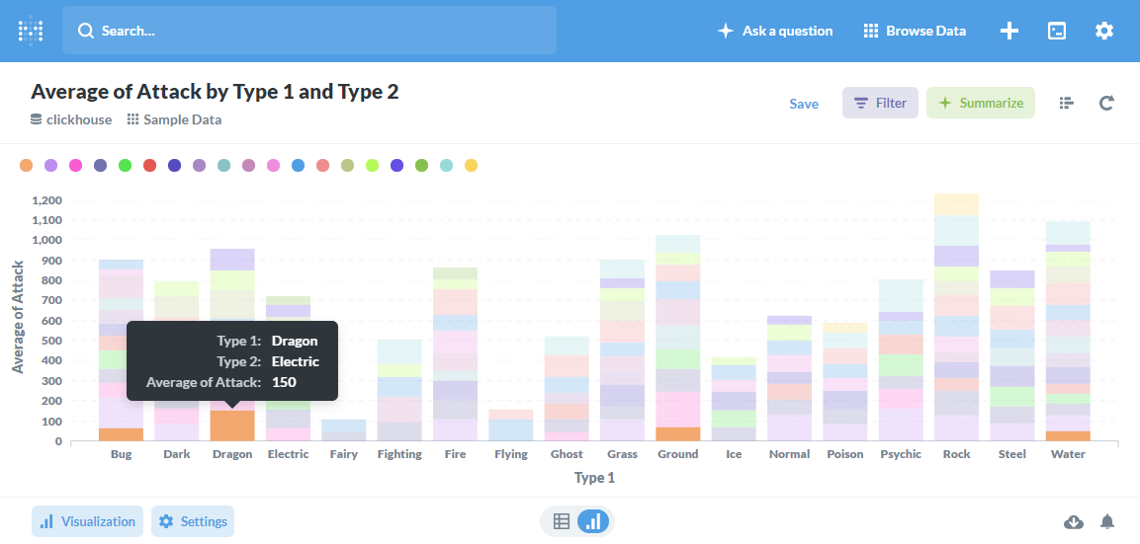 Search...
Ask a question
Browse Data
Average of Attack by Type 1 and Type 2
clickhouse
Sample Data
Save
Filter
Summarize
Average of Attack
1,200
1,100
1,000
900
800
700
600
500
400
300
200
100
0
Type 1: Dragon
Type 2: Electric
Average of Attack: 150
Bug Dark Dragon Electric Fairy Fighting Fire Flying Ghost Grass Ground Ice Normal Poison Psychic Rock Steel Water
Type 1
Visualization
Settings